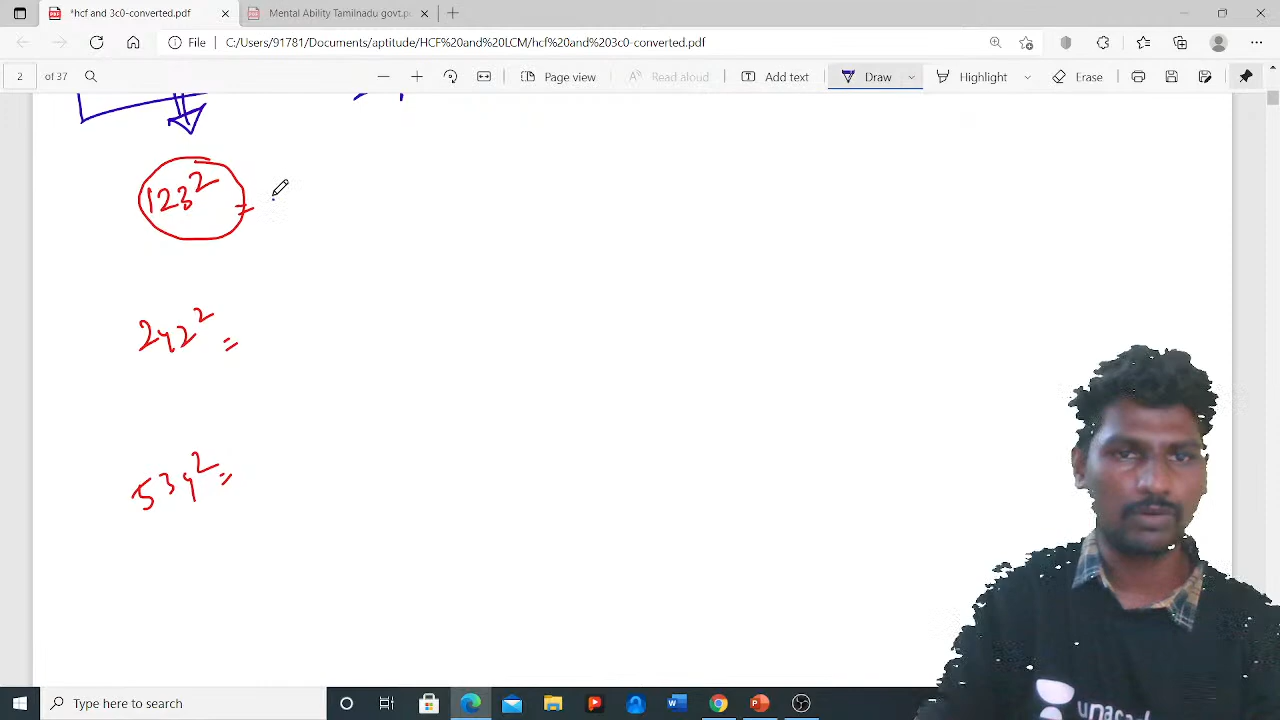 *hcf and 3c0-converted.pdf
Mental Ability Tamilnadu govt.p
File C:/Users/91781/Documents/aptitude/HCF%20and%20LCM/hcf%20and%203c0-converted.pdf
2 of 37 Page view Read aloud Add text Draw Highlight Erase
123² =
242² =
534² =
unacad
Type here to search